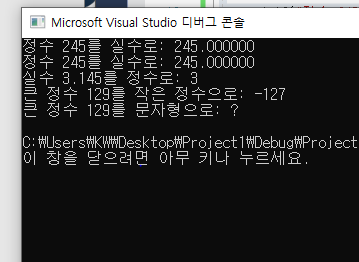 Microsoft Visual Studio 디버그 콘솔
정수 245를 실수로: 245.000000
정수 245를 실수로: 245.000000
실수 3.145를 정수로: 3
큰 정수 129를 작은 정수으로: -127
큰 정수 129를 문자형으로: ?
C:₩Users₩KW₩Desktop₩Project1₩Debug₩Project
이 창을 닫으려면 아무 키나 누르세요.